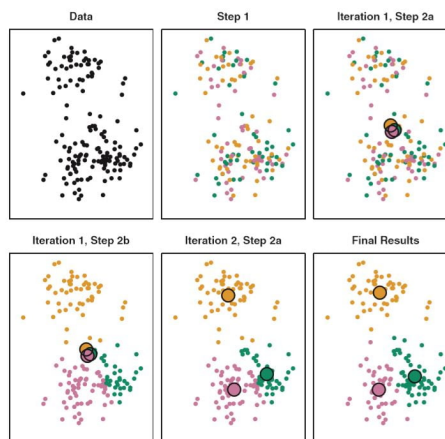 Data
Step 1
Iteration 1, Step 2a
Iteration 1, Step 2b
Iteration 2, Step 2a
Final Results